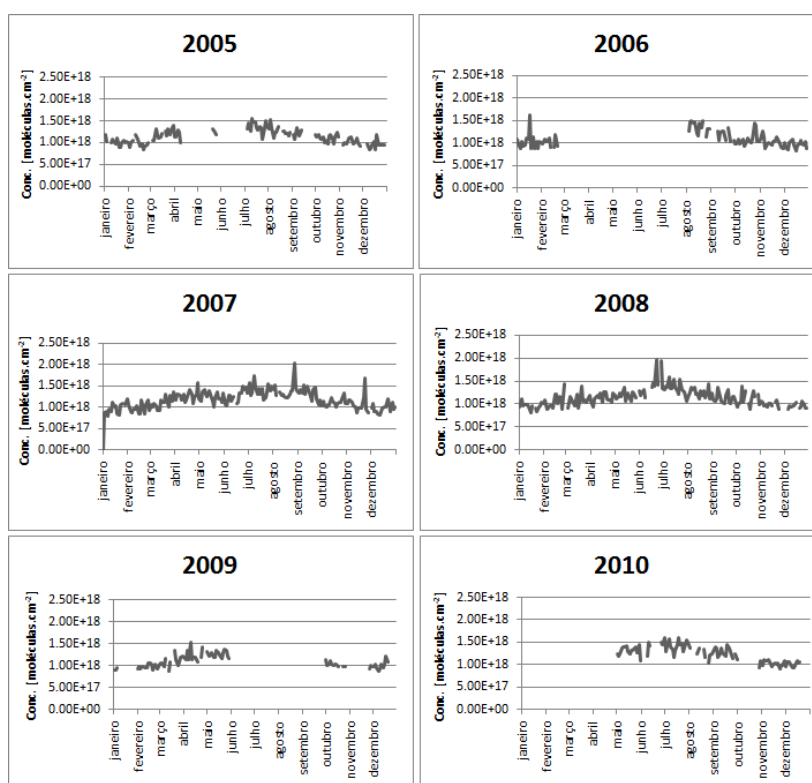 2005
Conc. [moléculas.cm-2]
2.50E+18
2.00E+18
1.50E+18
1.00E+18
5.00E+17
0.00E+00
janeiro
fevereiro
março
abril
maio
junho
julho
agosto
setembro
outubro
novembro
dezembro
2006
Conc. [moléculas.cm-2]
2.50E+18
2.00E+18
1.50E+18
1.00E+18
5.00E+17
0.00E+00
janeiro
fevereiro
março
abril
maio
junho
julho
agosto
setembro
outubro
novembro
dezembro
2007
Conc. [moléculas.cm-2]
2.50E+18
2.00E+18
1.50E+18
1.00E+18
5.00E+17
0.00E+00
janeiro
fevereiro
março
abril
maio
junho
julho
agosto
setembro
outubro
novembro
dezembro
2008
Conc. [moléculas.cm-2]
2.50E+18
2.00E+18
1.50E+18
1.00E+18
5.00E+17
0.00E+00
janeiro
fevereiro
março
abril
maio
junho
julho
agosto
setembro
outubro
novembro
dezembro
2009
Conc. [moléculas.cm-2]
2.50E+18
2.00E+18
1.50E+18
1.00E+18
5.00E+17
0.00E+00
janeiro
fevereiro
março
abril
maio
junho
julho
agosto
setembro
outubro
novembro
dezembro
2010
Conc. [moléculas.cm-2]
2.50E+18
2.00E+18
1.50E+18
1.00E+18
5.00E+17
0.00E+00
janeiro
fevereiro
março
abril
maio
junho
julho
agosto
setembro
outubro
novembro
dezembro